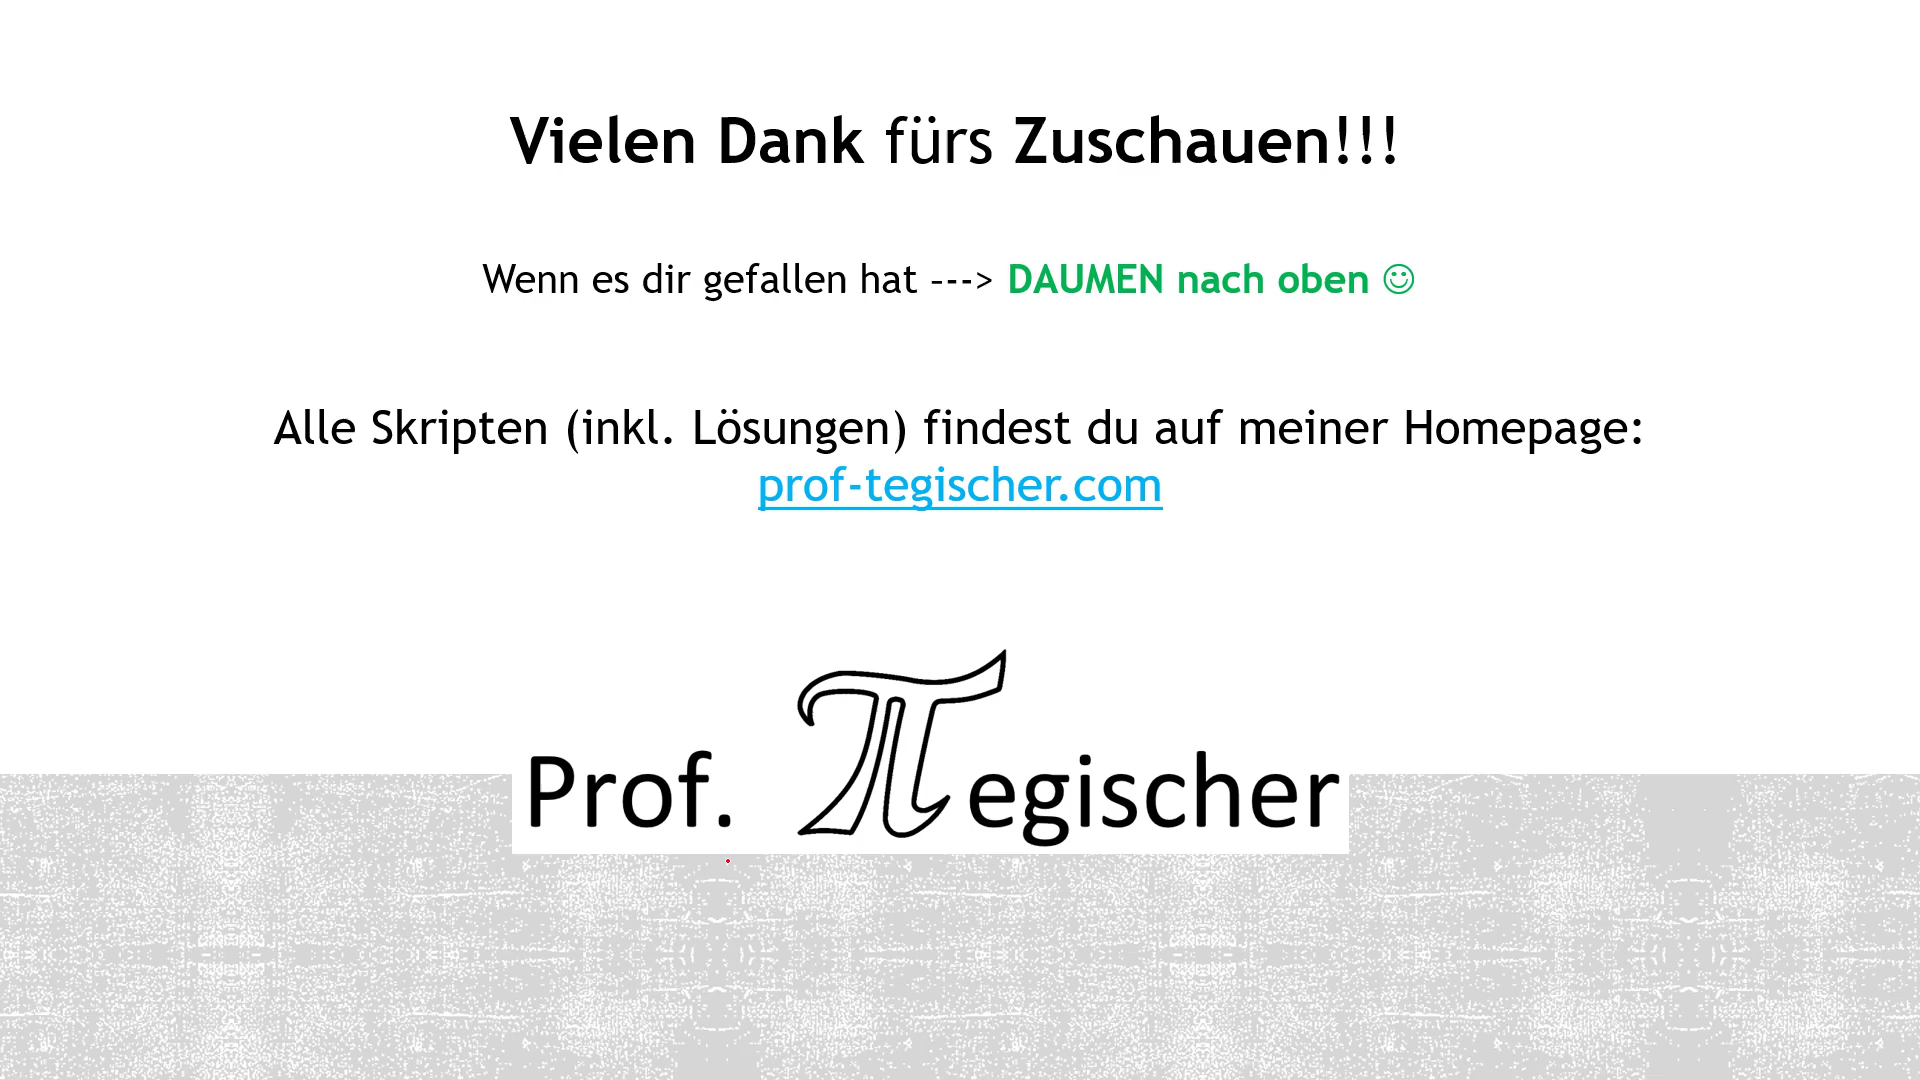 Vielen Dank fürs Zuschauen!!!
Wenn es dir gefallen hat ---> DAUMEN nach oben ☺
Alle Skripten (inkl. Lösungen) findest du auf meiner Homepage:
prof-tegischer.com
Prof. πegischer